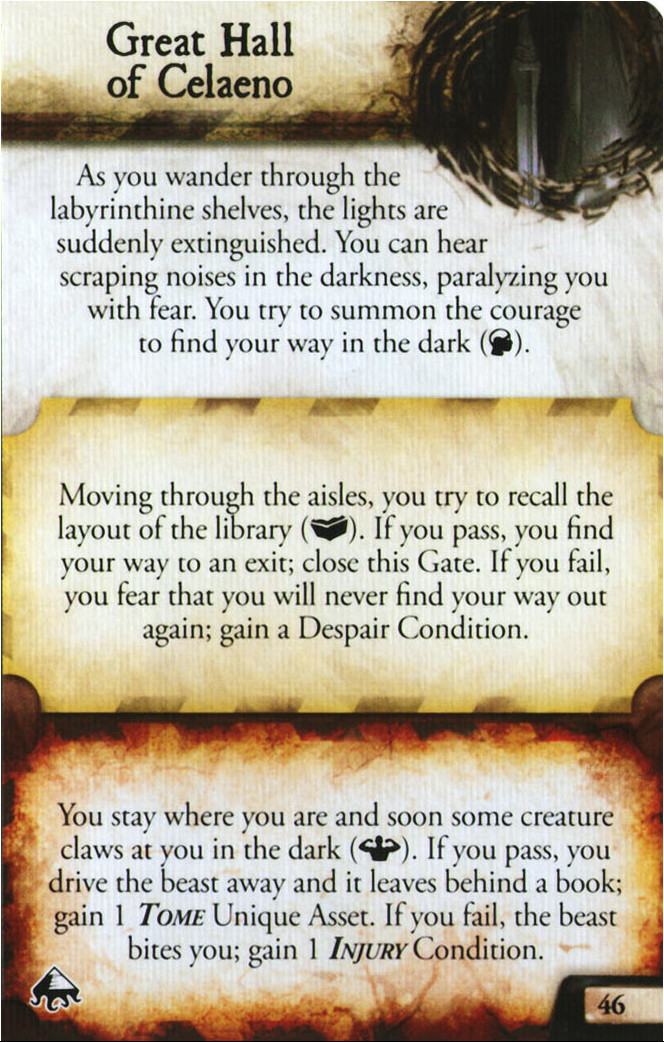 Great Hall
of Celaeno
As you wander through the
labyrinthine shelves, the lights are
suddenly extinguished. You can hear
scraping noises in the darkness, paralyzing you
with fear. You try to summon the courage
to find your way in the dark ( ).
Moving through the aisles, you try to recall the
layout of the library ( ). If you pass, you find
your way to an exit; close this Gate. If you fail,
you fear that you will never find your way out
again; gain a Despair Condition.
You stay where you are and soon some creature
claws at you in the dark ( ). If you pass, you
drive the beast away and it leaves behind a book;
gain 1 TOME Unique Asset. If you fail, the beast
bites you; gain 1 INJURY Condition.
46